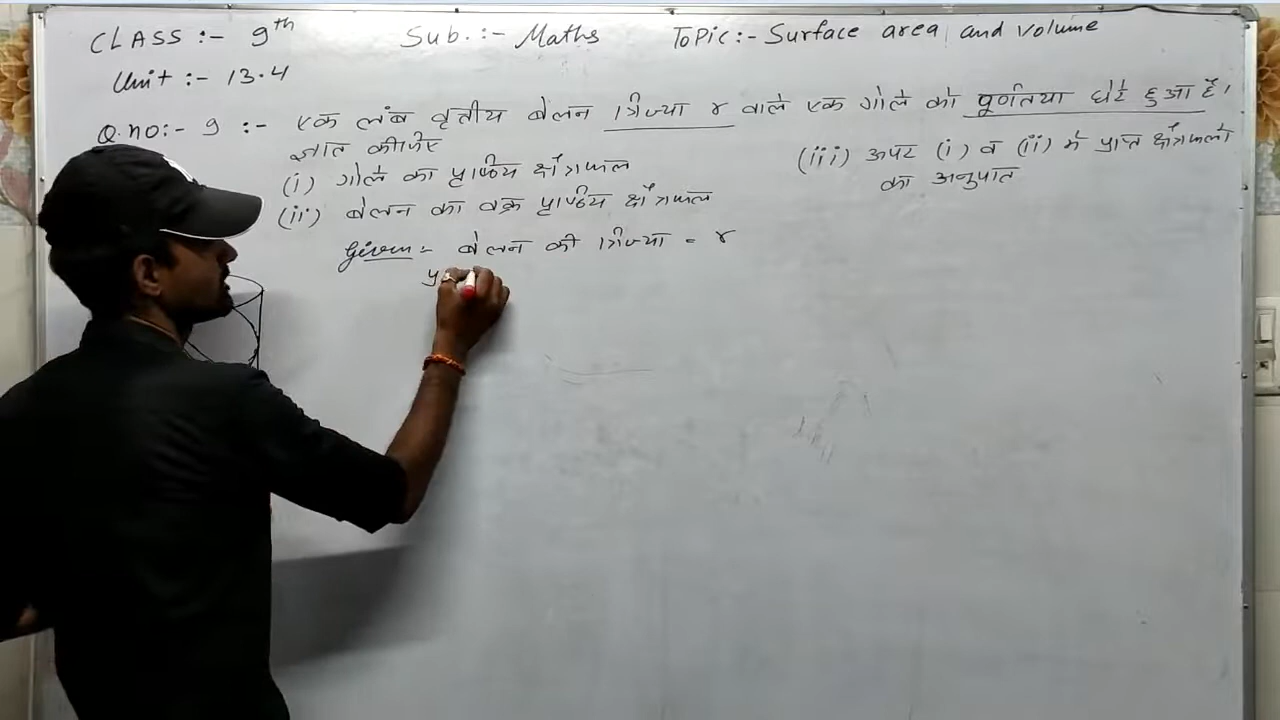 CLASS :- 9th Sub. :- Maths Topic:- Surface area and volume
Unit :- 13.4
Q.no:- 9 :- एक लंब वृत्तीय बेलन त्रिज्या r वाले एक गोले को पूर्णतया घेरे हुआ है।
ज्ञात कीजिए
(i) गोले का पृष्ठीय क्षेत्रफल
(ii) बेलन का वक्र पृष्ठीय क्षेत्रफल
(iii) ऊपर (i) व (ii) में प्राप्त क्षेत्रफलो
का अनुपात
Given :- बेलन की त्रिज्या = r